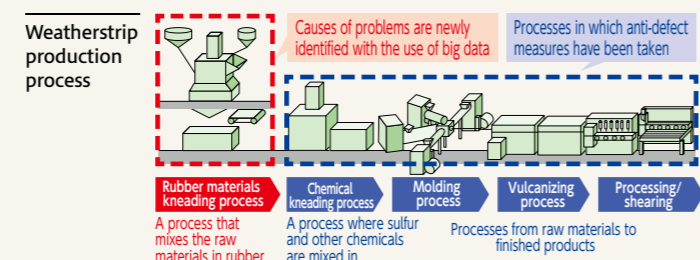 Weatherstrip
production
process
Causes of problems are newly
identified with the use of big data
Processes in which anti-defect
measures have been taken
Rubber materials
kneading process
Chemical
kneading process
Molding
process
Vulcanizing
process
Processing/
shearing
A process that
mixes the raw
materials in rubber
A process where sulfur
and other chemicals
are mixed in
Processes from raw materials to
finished products